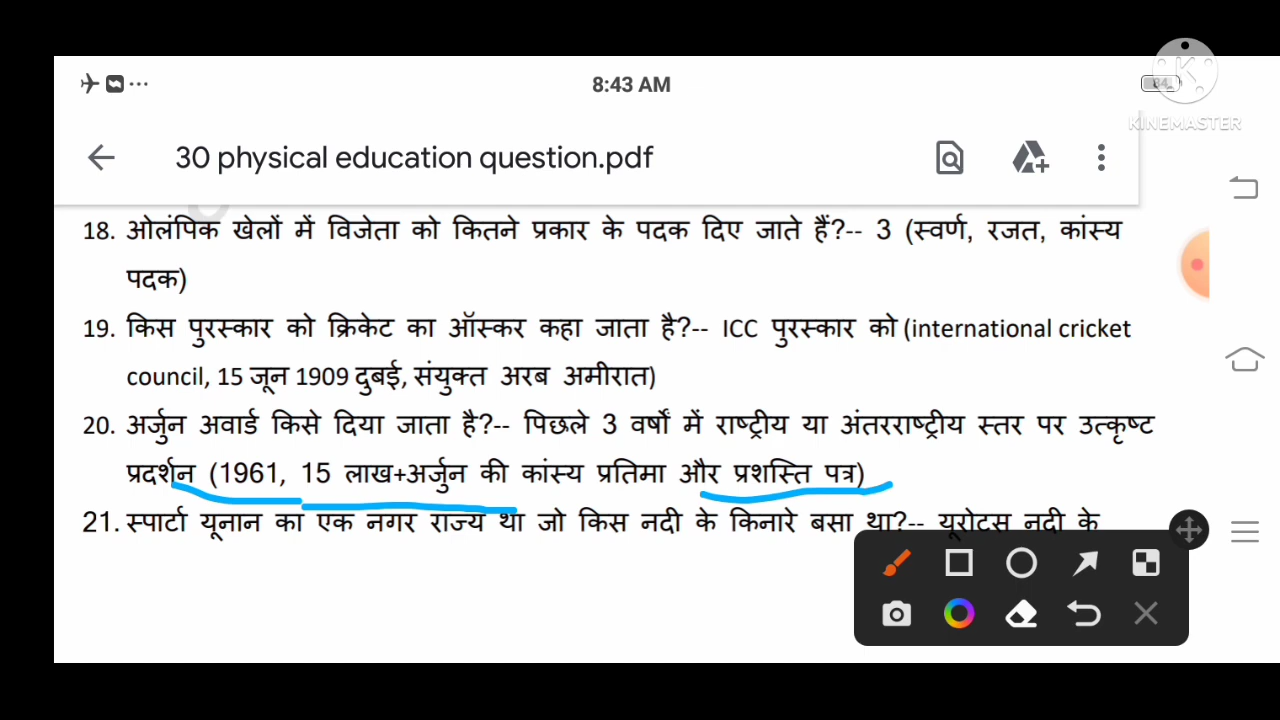 8:43 AM
84
KINEMASTER
30 physical education question.pdf
18. ओलंपिक खेलों में विजेता को कितने प्रकार के पदक दिए जाते हैं?-- 3 (स्वर्ण, रजत, कांस्य
पदक)
19. किस पुरस्कार को क्रिकेट का ऑस्कर कहा जाता है?-- ICC पुरस्कार को (international cricket
council, 15 जून 1909 दुबई, संयुक्त अरब अमीरात)
20. अर्जुन अवार्ड किसे दिया जाता है?-- पिछले 3 वर्षों में राष्ट्रीय या अंतरराष्ट्रीय स्तर पर उत्कृष्ट
प्रदर्शन (1961, 15 लाख+अर्जुन की कांस्य प्रतिमा और प्रशस्ति पत्र)
21. स्पार्टा यूनान का एक नगर राज्य था जो किस नदी के किनारे बसा था?-- यूरोटस नदी के